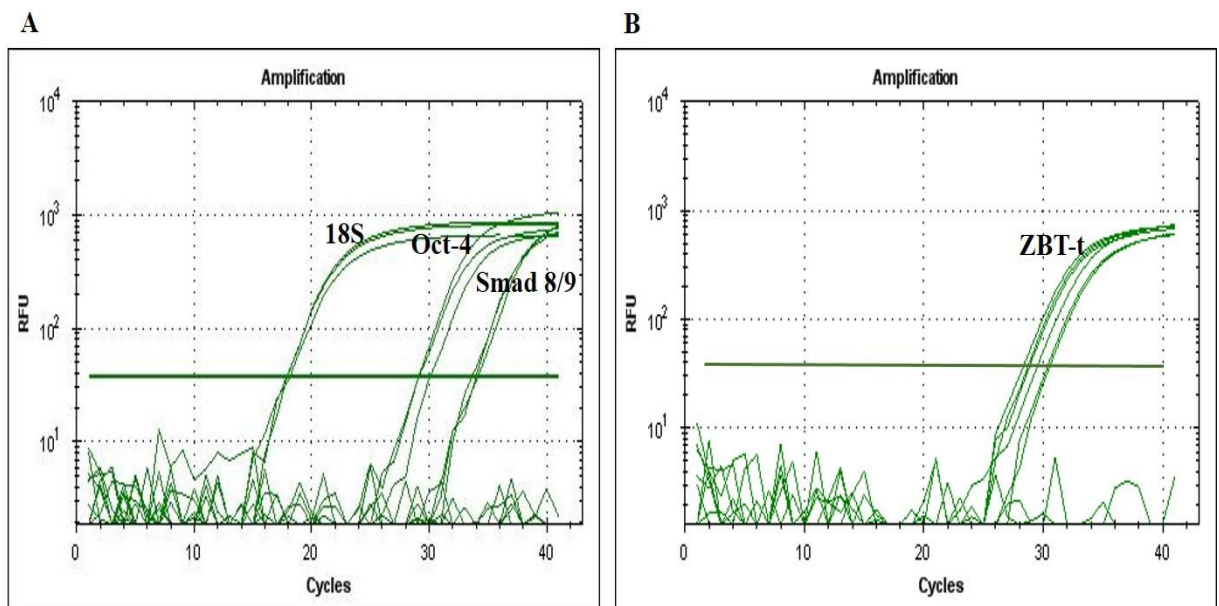 A
Amplification
10^4
10^3
10^2
10^1
RFU
18S
Oct-4
Smad 8/9
0 10 20 30 40
Cycles
B
Amplification
10^4
10^3
10^2
10^1
RFU
ZBT-t
0 10 20 30 40
Cycles